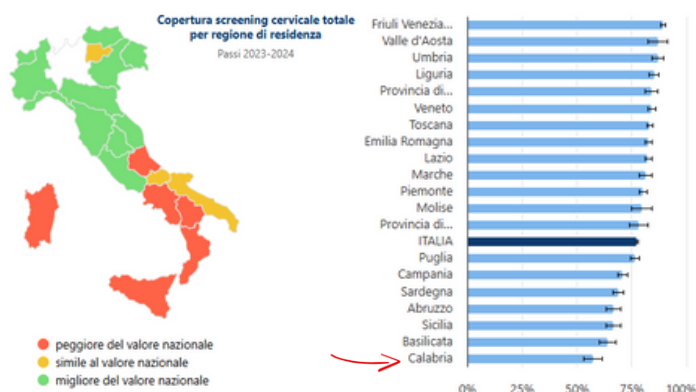 Copertura screening cervicale totale
per regione di residenza
Passi 2023-2024
peggiore del valore nazionale
simile al valore nazionale
migliore del valore nazionale
Friuli Venezia...
Valle d'Aosta
Umbria
Liguria
Provincia di...
Veneto
Toscana
Emilia Romagna
Lazio
Marche
Piemonte
Molise
Provincia di...
ITALIA
Puglia
Campania
Sardegna
Abruzzo
Sicilia
Basilicata
Calabria
0% 25% 50% 75% 100%